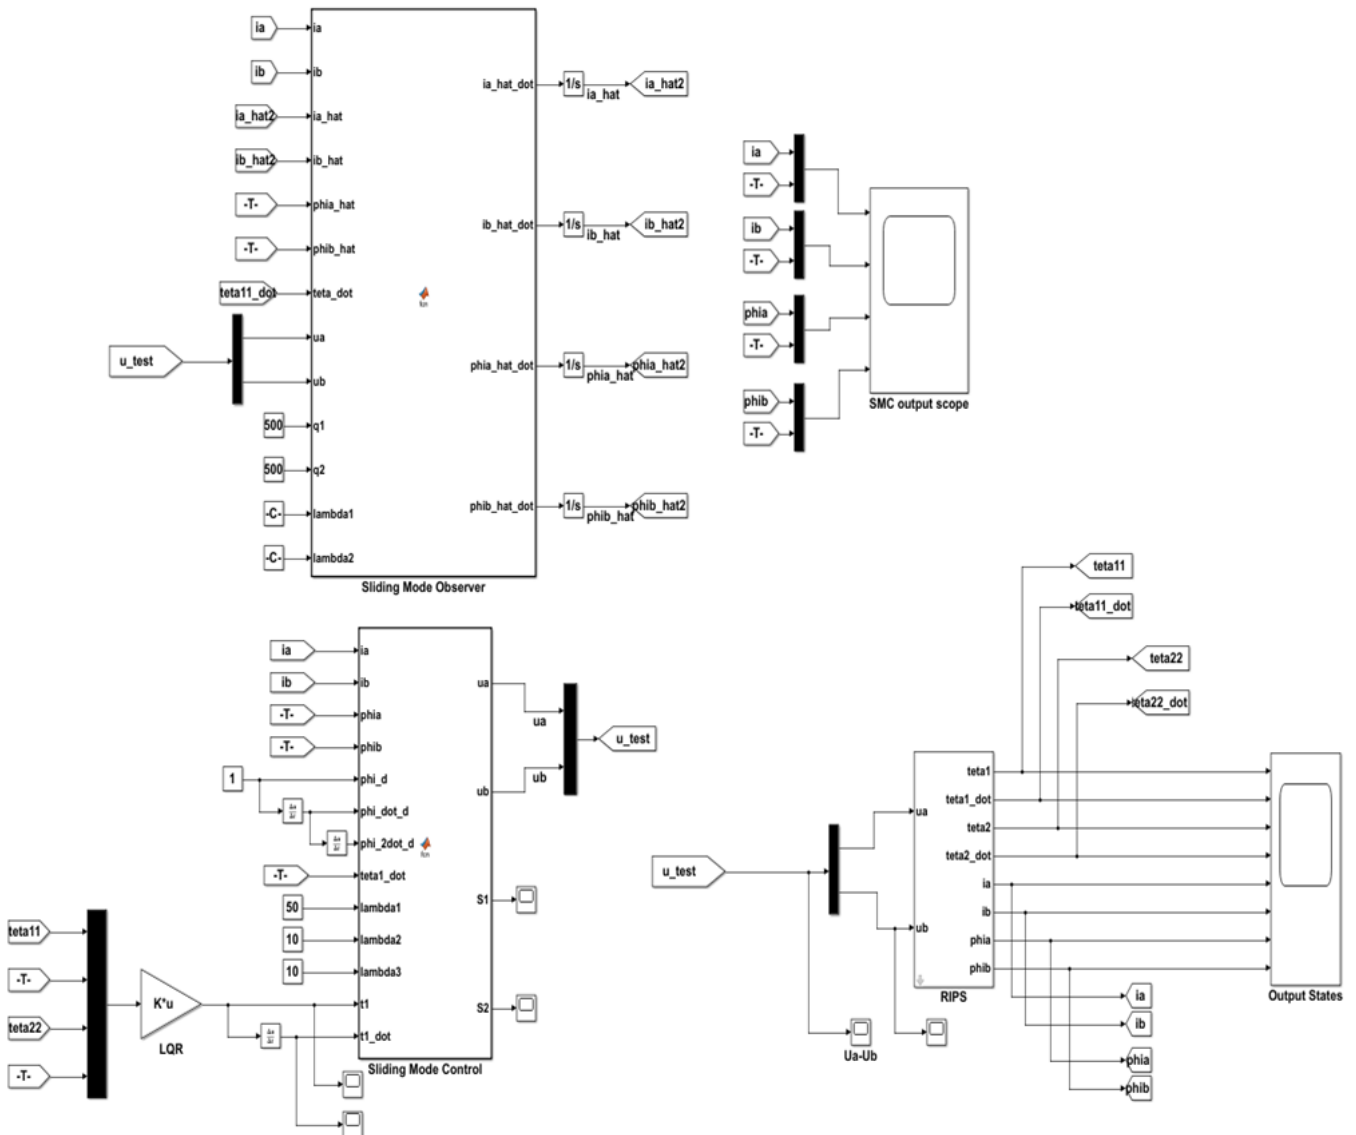 ia
ia
ib
ib
ia_hat2
ia_hat
ib_hat2
ib_hat
-T-
phia_hat
-T-
phib_hat
teta11_dot
teta_dot
u_test
ua
ub
500
q1
500
q2
-C-
lambda1
-C-
lambda2
fcn
ia_hat_dot
1/s
ia_hat
ia_hat2
ib_hat_dot
1/s
ib_hat
ib_hat2
phia_hat_dot
1/s
phia_hat
phia_hat2
phib_hat_dot
1/s
phib_hat
phib_hat2
Sliding Mode Observer
ia
-T-
ib
-T-
phia
-T-
phib
-T-
SMC output scope
ia
ia
ib
ib
-T-
phia
-T-
phib
1
phi_d
phi_dot_d
phi_2dot_d
fcn
-T-
teta1_dot
50
lambda1
10
lambda2
10
lambda3
t1
t1_dot
ua
ua
ub
ub
u_test
S1
S2
Sliding Mode Control
teta11
-T-
teta22
-T-
K*u
LQR
teta11
teta11_dot
teta22
teta22_dot
u_test
Ua-Ub
ua
ub
teta1
teta1_dot
teta2
teta2_dot
ia
ib
phia
phib
RIPS
Output States
ia
ib
phia
phib